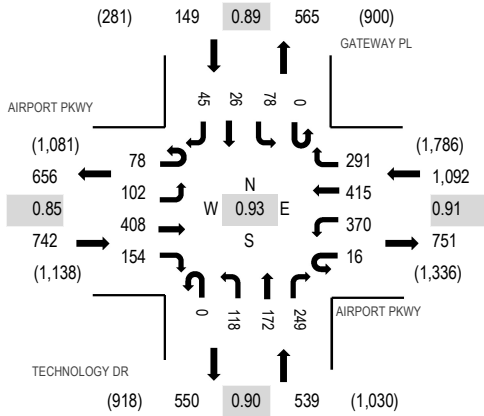 (281) 149 0.89 565 (900)
GATEWAY PL
45 26 78 0
AIRPORT PKWY
(1,081) (1,786)
656 78 291 1,092
102 415
0.85 N 0.91
W 0.93 E
S
742 408 370 751
154 16
(1,138) (1,336)
0 118 172 249
AIRPORT PKWY
TECHNOLOGY DR
(918) 550 0.90 539 (1,030)